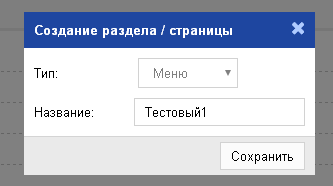 Создание раздела / страницы
Тип: Меню
Название: Тестовый1
Сохранить